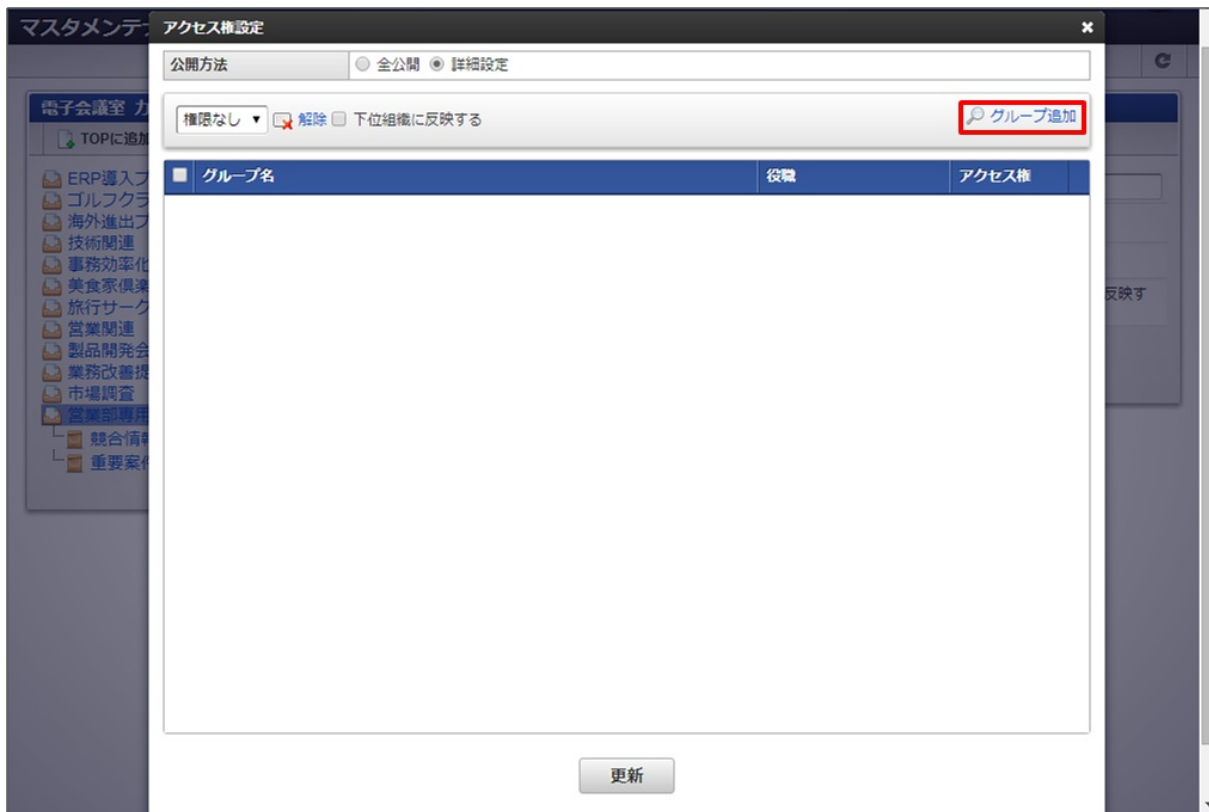 マスタメンテナ
アクセス権設定
公開方法 全公開 詳細設定
権限なし 解除 下位組織に反映する グループ追加
グループ名 役職 アクセス権
電子会議室 カ
TOPに追加
ERP導入プ
ゴルフクラ
海外進出プ
技術関連
事務効率化
美食家倶楽
旅行サーク
営業関連
製品開発会
業務改善提
市場調査
営業部専用
競合情報
重要案件
反映す
更新